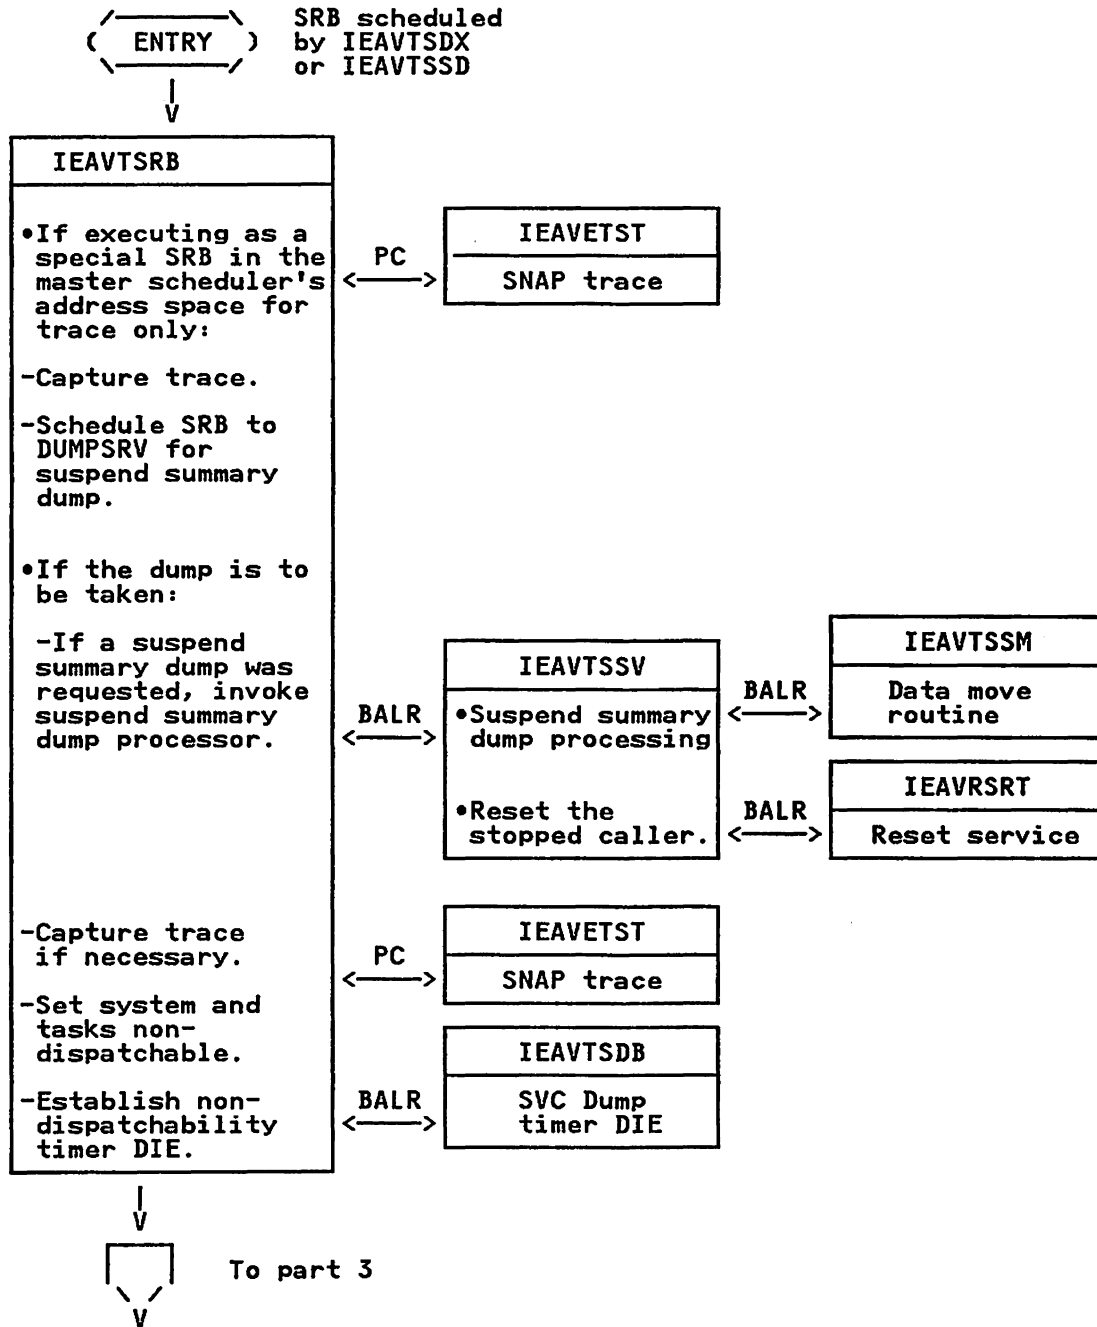 SRB scheduled
by IEAVTSDX
or IEAVTSSD
ENTRY
IEAVTSRB
•If executing as a
special SRB in the
master scheduler's
address space for
trace only:
-Capture trace.
-Schedule SRB to
DUMPSRV for
suspend summary
dump.
•If the dump is to
be taken:
-If a suspend
summary dump was
requested, invoke
suspend summary
dump processor.
-Capture trace
if necessary.
-Set system and
tasks non-
dispatchable.
-Establish non-
dispatchability
timer DIE.
PC
IEAVETST
SNAP trace
BALR
IEAVTSSV
•Suspend summary
dump processing
•Reset the
stopped caller.
BALR
IEAVTSSM
Data move
routine
BALR
IEAVRSRT
Reset service
PC
IEAVETST
SNAP trace
BALR
IEAVTSDB
SVC Dump
timer DIE
To part 3